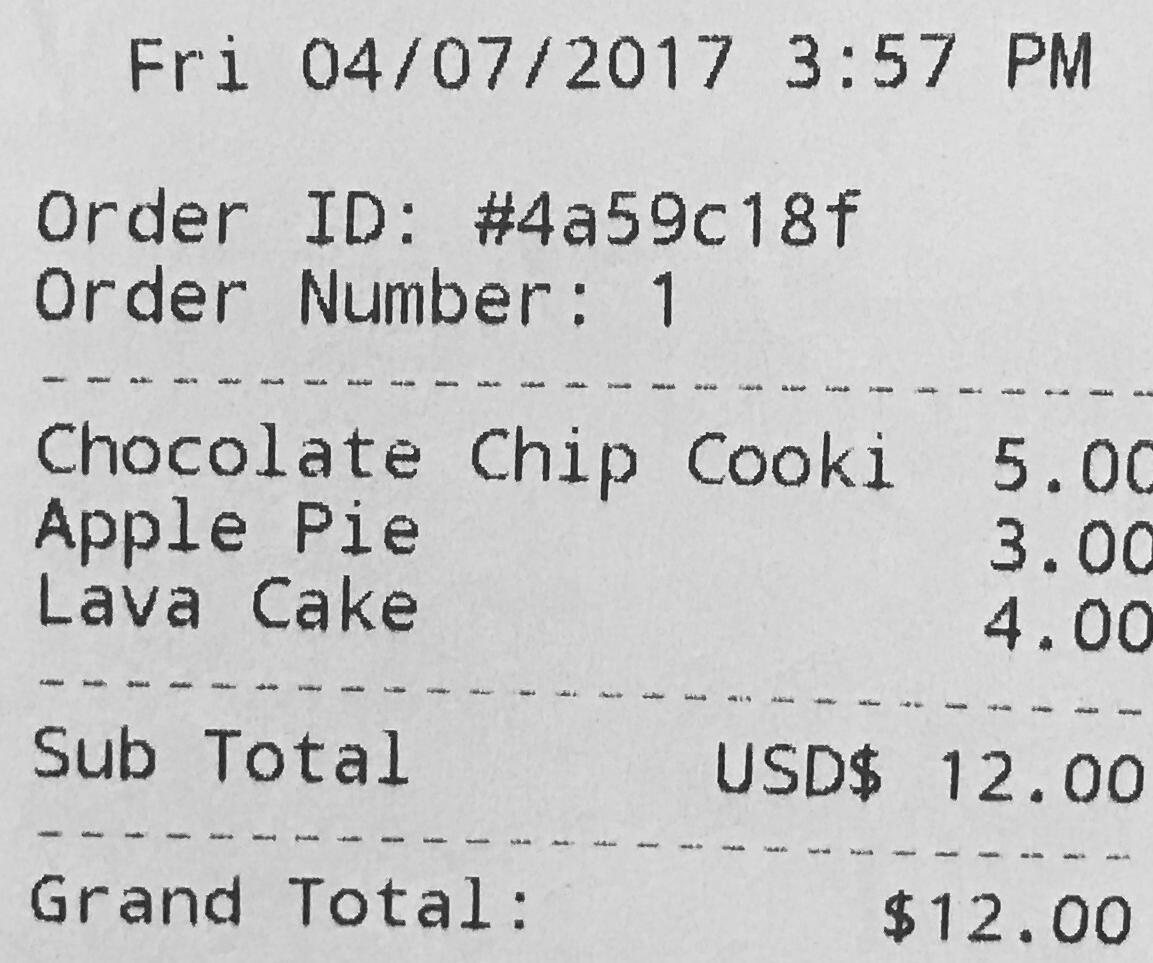 Fri 04/07/2017 3:57 PM
Order ID: #4a59c18f
Order Number: 1
Chocolate Chip Cooki 5.00
Apple Pie 3.00
Lava Cake 4.00
Sub Total USD$ 12.00
Grand Total: $12.00